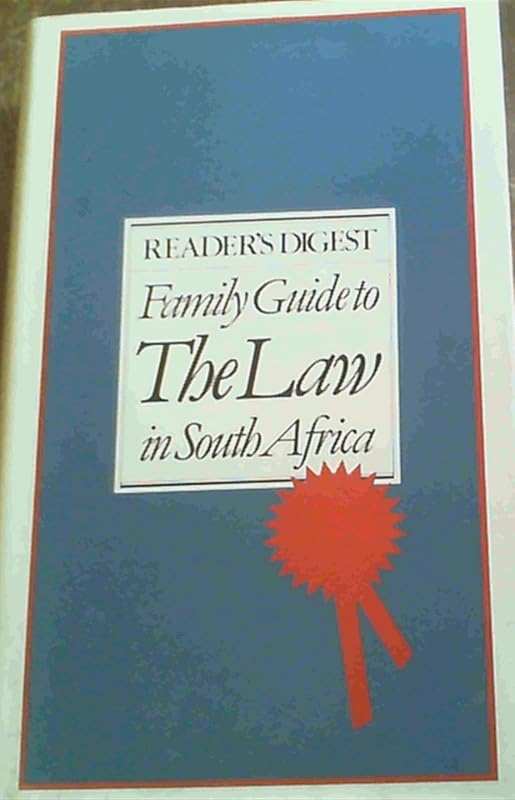 READER'S DIGEST
Family Guide to
The Law
in South Africa